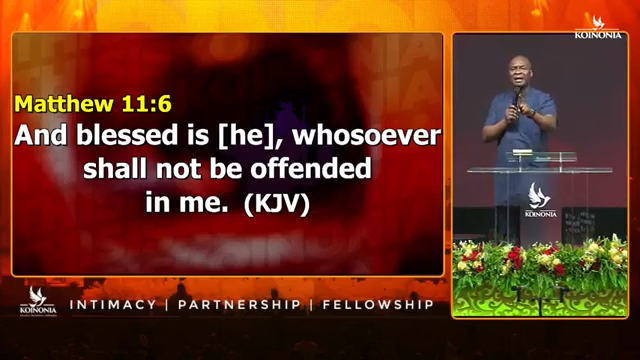 KOINONIA
Matthew 11:6
And blessed is [he], whosoever
shall not be offended
in me. (KJV)
KOINONIA
KOINONIA
INTIMACY | PARTNERSHIP | FELLOWSHIP